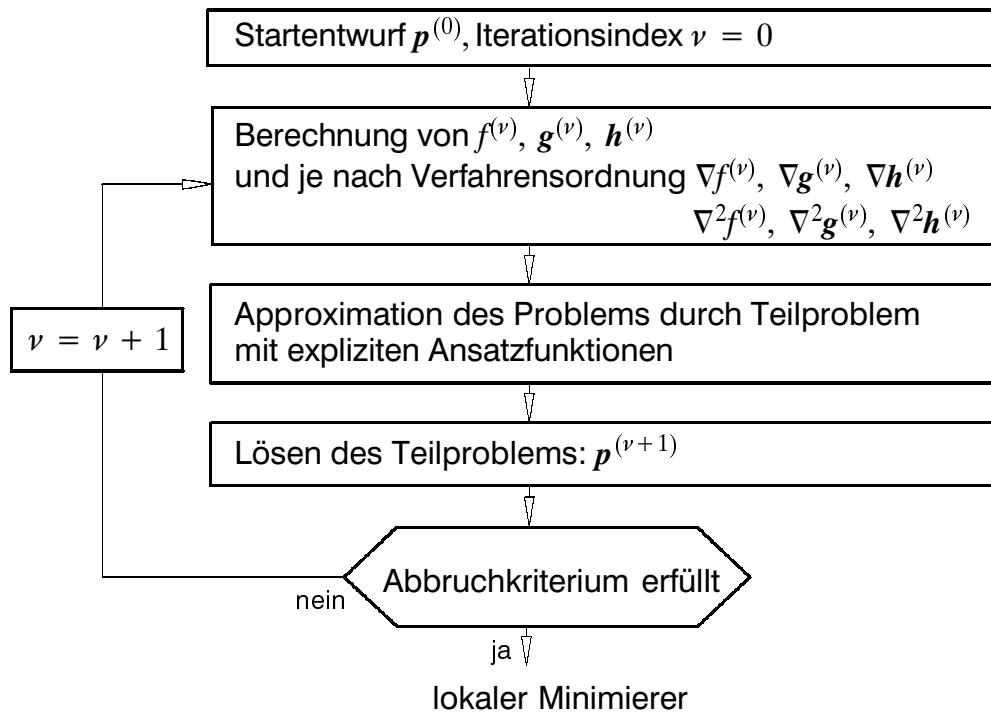 Startentwurf p^(0), Iterationsindex ν = 0
Berechnung von f^(ν), g^(ν), h^(ν)
und je nach Verfahrensordnung ∇f^(ν), ∇g^(ν), ∇h^(ν)
∇²f^(ν), ∇²g^(ν), ∇²h^(ν)
Approximation des Problems durch Teilproblem
mit expliziten Ansatzfunktionen
ν = ν + 1
Lösen des Teilproblems: p^(ν+1)
Abbruchkriterium erfüllt
nein
ja
lokaler Minimierer